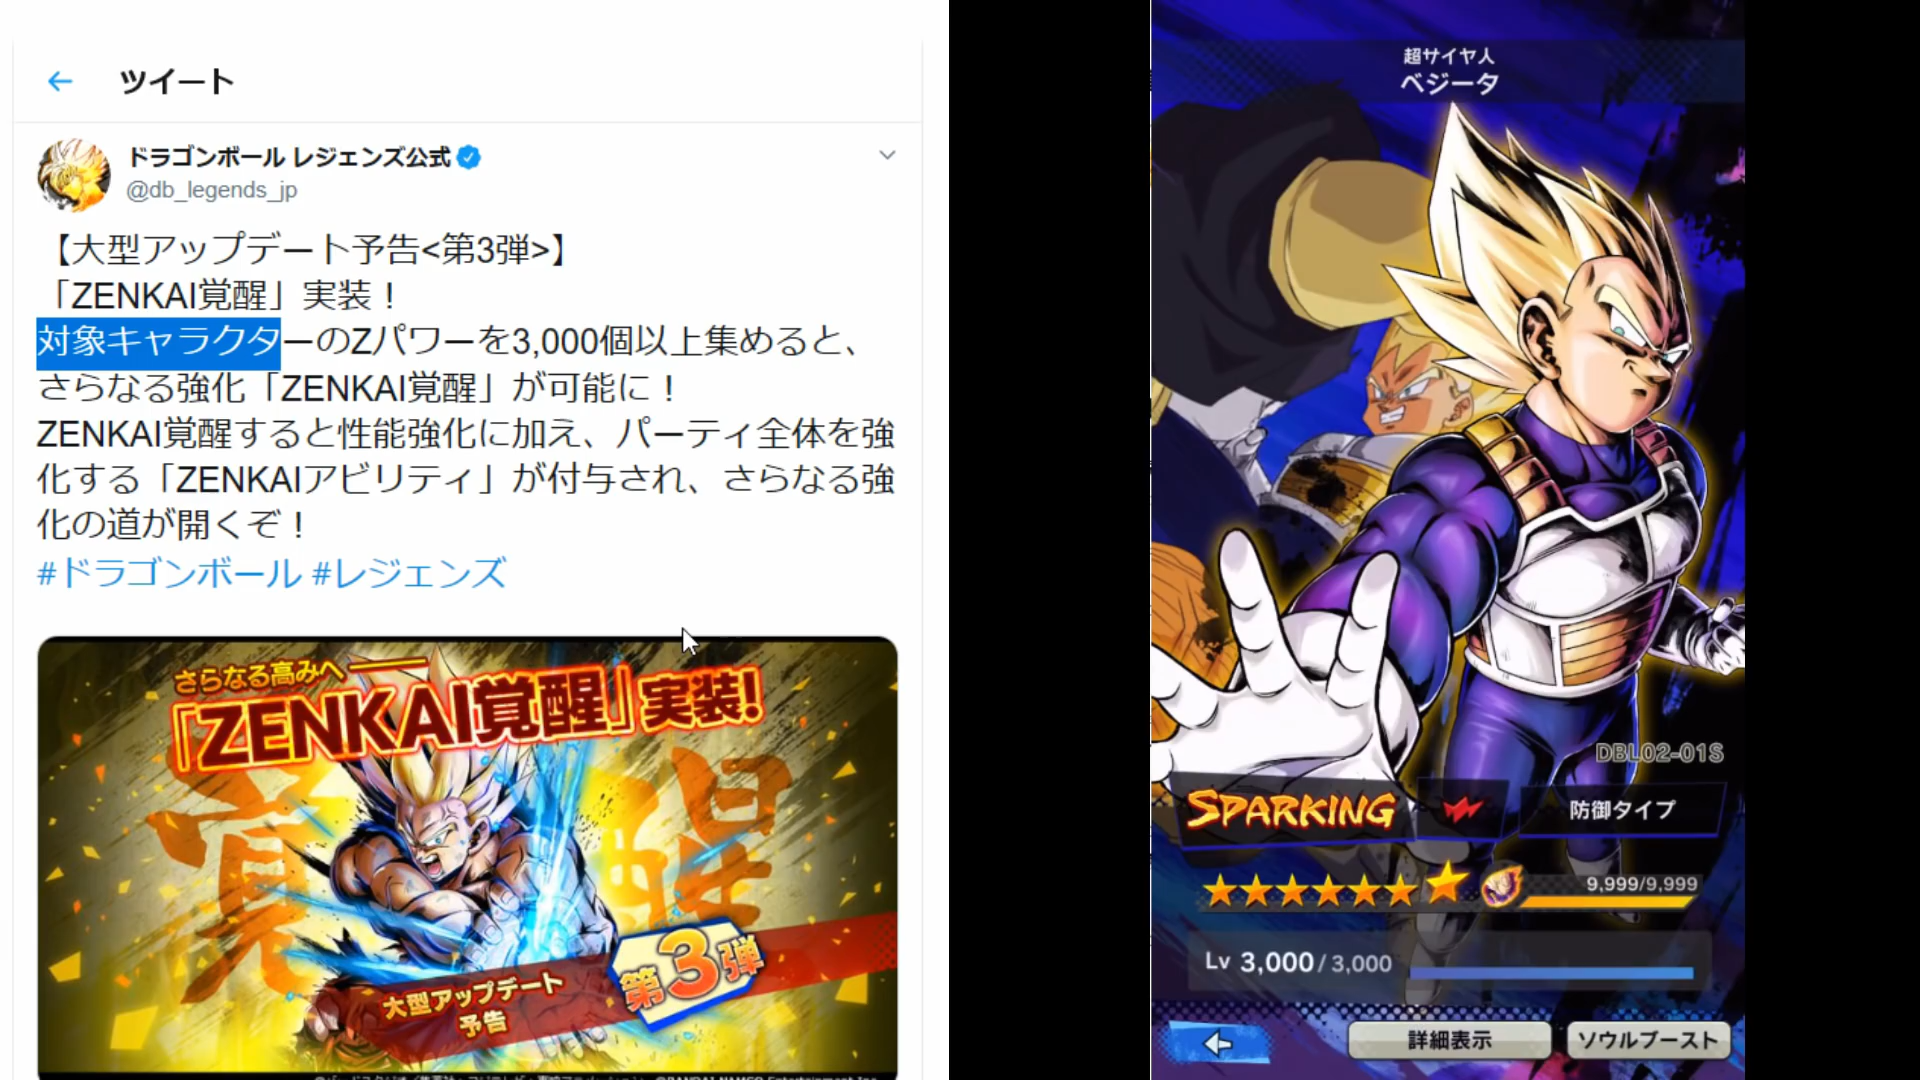 ツイート
ドラゴンボール レジェンズ公式
@db_legends_jp
【大型アップデート予告<第3弾>】
「ZENKAI覚醒」実装！
対象キャラクターのZパワーを3,000個以上集めると、
さらなる強化「ZENKAI覚醒」が可能に！
ZENKAI覚醒すると性能強化に加え、パーティ全体を強
化する「ZENKAIアビリティ」が付与され、さらなる強
化の道が開くぞ！
#ドラゴンボール #レジェンズ
さらなる高みへ
「ZENKAI覚醒」実装!
覚醒
第3弾
大型アップデート
予告
超サイヤ人
ベジータ
DBL02-01S
SPARKING
防御タイプ
9,999/9,999
Lv 3,000/3,000
詳細表示
ソウルブースト